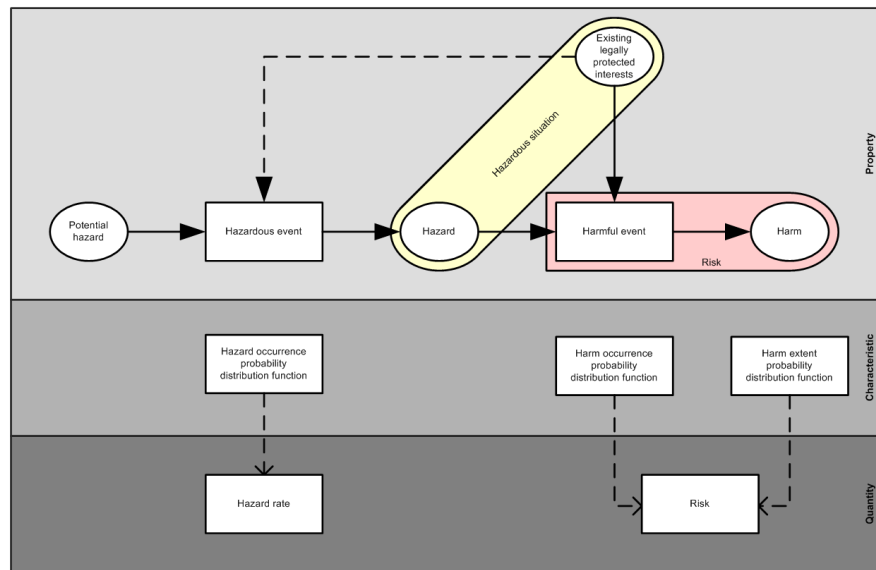 Existing
legally
protected
interests
Hazardous situation
Property
Potential
hazard
Hazardous event
Hazard
Harmful event
Harm
Risk
Hazard occurrence
probability
distribution function
Harm occurrence
probability
distribution function
Harm extent
probability
distribution function
Characteristic
Hazard rate
Risk
Quantity